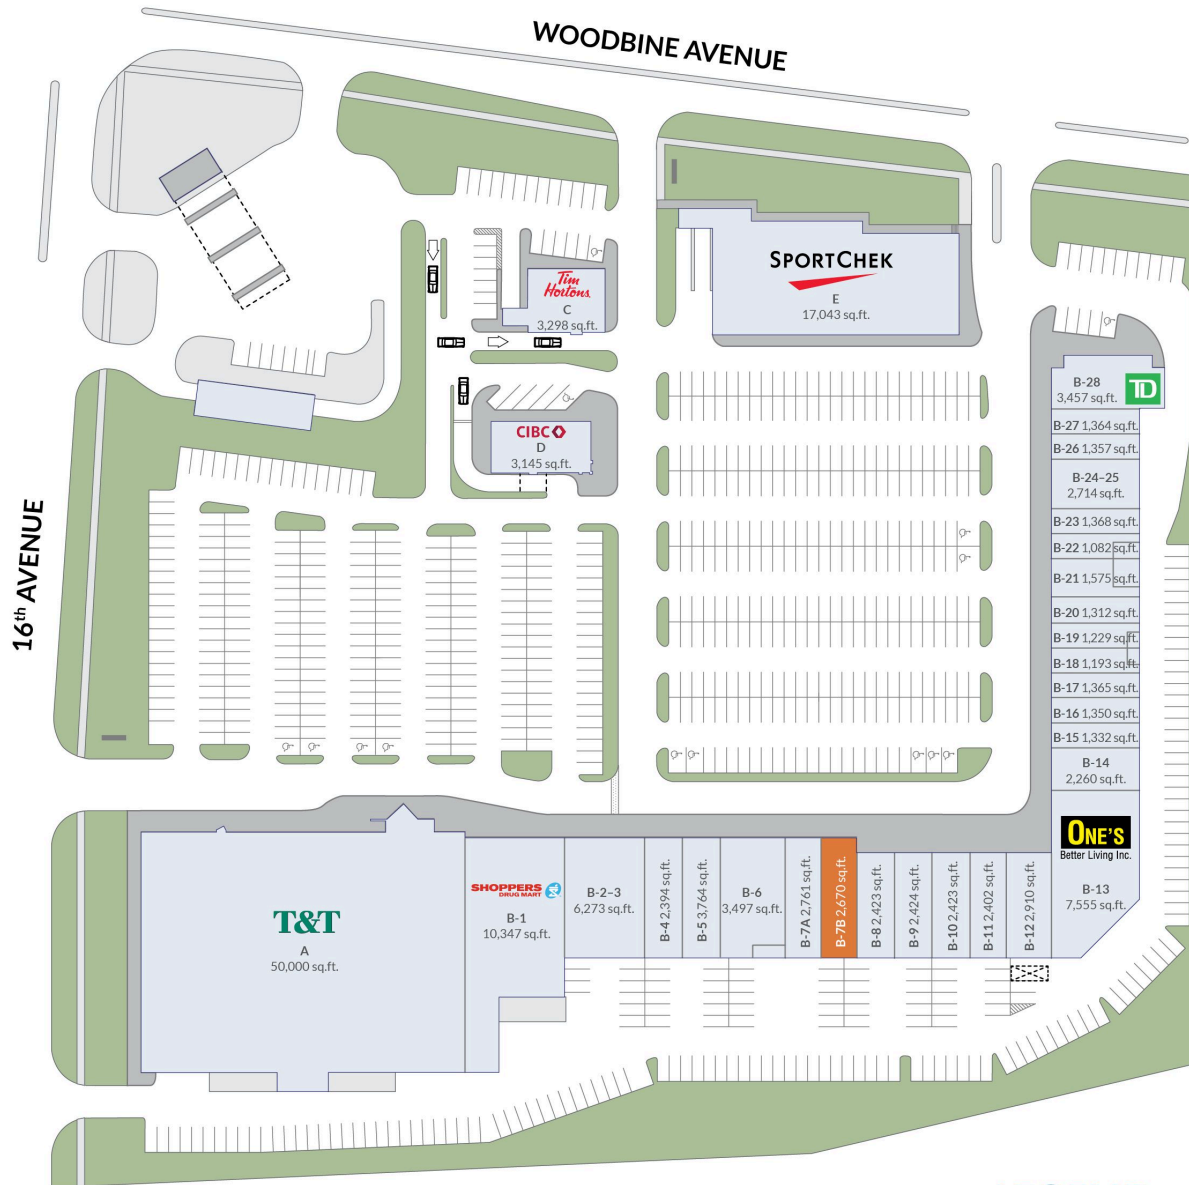 WOODBINE AVENUE
16th AVENUE
SPORTCHEK
E
17,043 sq.ft.
Tim
Hortons.
C
3,298 sq.ft.
CIBC
D
3,145 sq.ft.
B-28
3,457 sq.ft.
TD
B-27 1,364 sq.ft.
B-26 1,357 sq.ft.
B-24-25
2,714 sq.ft.
B-23 1,368 sq.ft.
B-22 1,082 sq.ft.
B-21 1,575 sq.ft.
B-20 1,312 sq.ft.
B-19 1,229 sq.ft.
B-18 1,193 sq.ft.
B-17 1,365 sq.ft.
B-16 1,350 sq.ft.
B-15 1,332 sq.ft.
B-14
2,260 sq.ft.
ONE'S
Better Living Inc.
B-13
7,555 sq.ft.
T&T
A
50,000 sq.ft.
SHOPPERS
DRUG MART
B-1
10,347 sq.ft.
B-2-3
6,273 sq.ft.
B-4 2,394 sq.ft.
B-5 3,764 sq.ft.
B-6
3,497 sq.ft.
B-7A 2,761 sq.ft.
B-7B 2,670 sq.ft.
B-8 2,423 sq.ft.
B-9 2,424 sq.ft.
B-10 2,423 sq.ft.
B-11 2,402 sq.ft.
B-12 2,910 sq.ft.